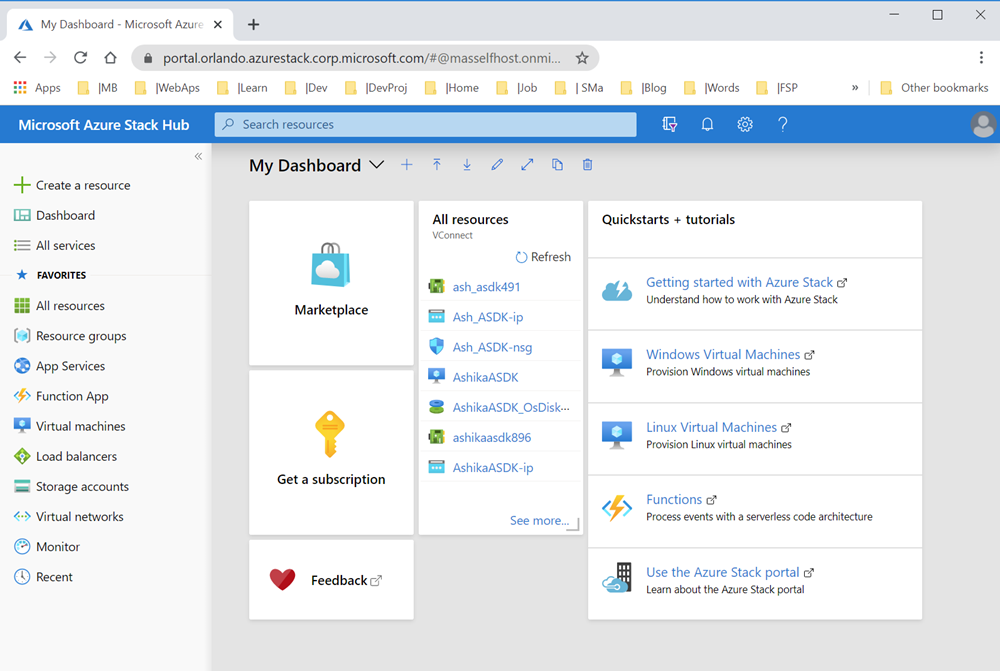 My Dashboard - Microsoft Azure
portal.orlando.azurestack.corp.microsoft.com/#@masselfhost.onmi...
Apps
|MB
|WebAps
|Learn
|Dev
|DevProj
|Home
|Job
| SMa
|Blog
|Words
|FSP
»
Other bookmarks
Microsoft Azure Stack Hub
Search resources
?
«
Create a resource
Dashboard
All services
FAVORITES
All resources
Resource groups
App Services
Function App
Virtual machines
Load balancers
Storage accounts
Virtual networks
Monitor
Recent
My Dashboard
Marketplace
Get a subscription
Feedback
All resources
VConnect
Refresh
ash_asdk491
Ash_ASDK-ip
Ash_ASDK-nsg
AshikaASDK
AshikaASDK_OsDisk...
ashikaasdk896
AshikaASDK-ip
See more...
Quickstarts + tutorials
Getting started with Azure Stack
Understand how to work with Azure Stack
Windows Virtual Machines
Provision Windows virtual machines
Linux Virtual Machines
Provision Linux virtual machines
Functions
Process events with a serverless code architecture
Use the Azure Stack portal
Learn about the Azure Stack portal